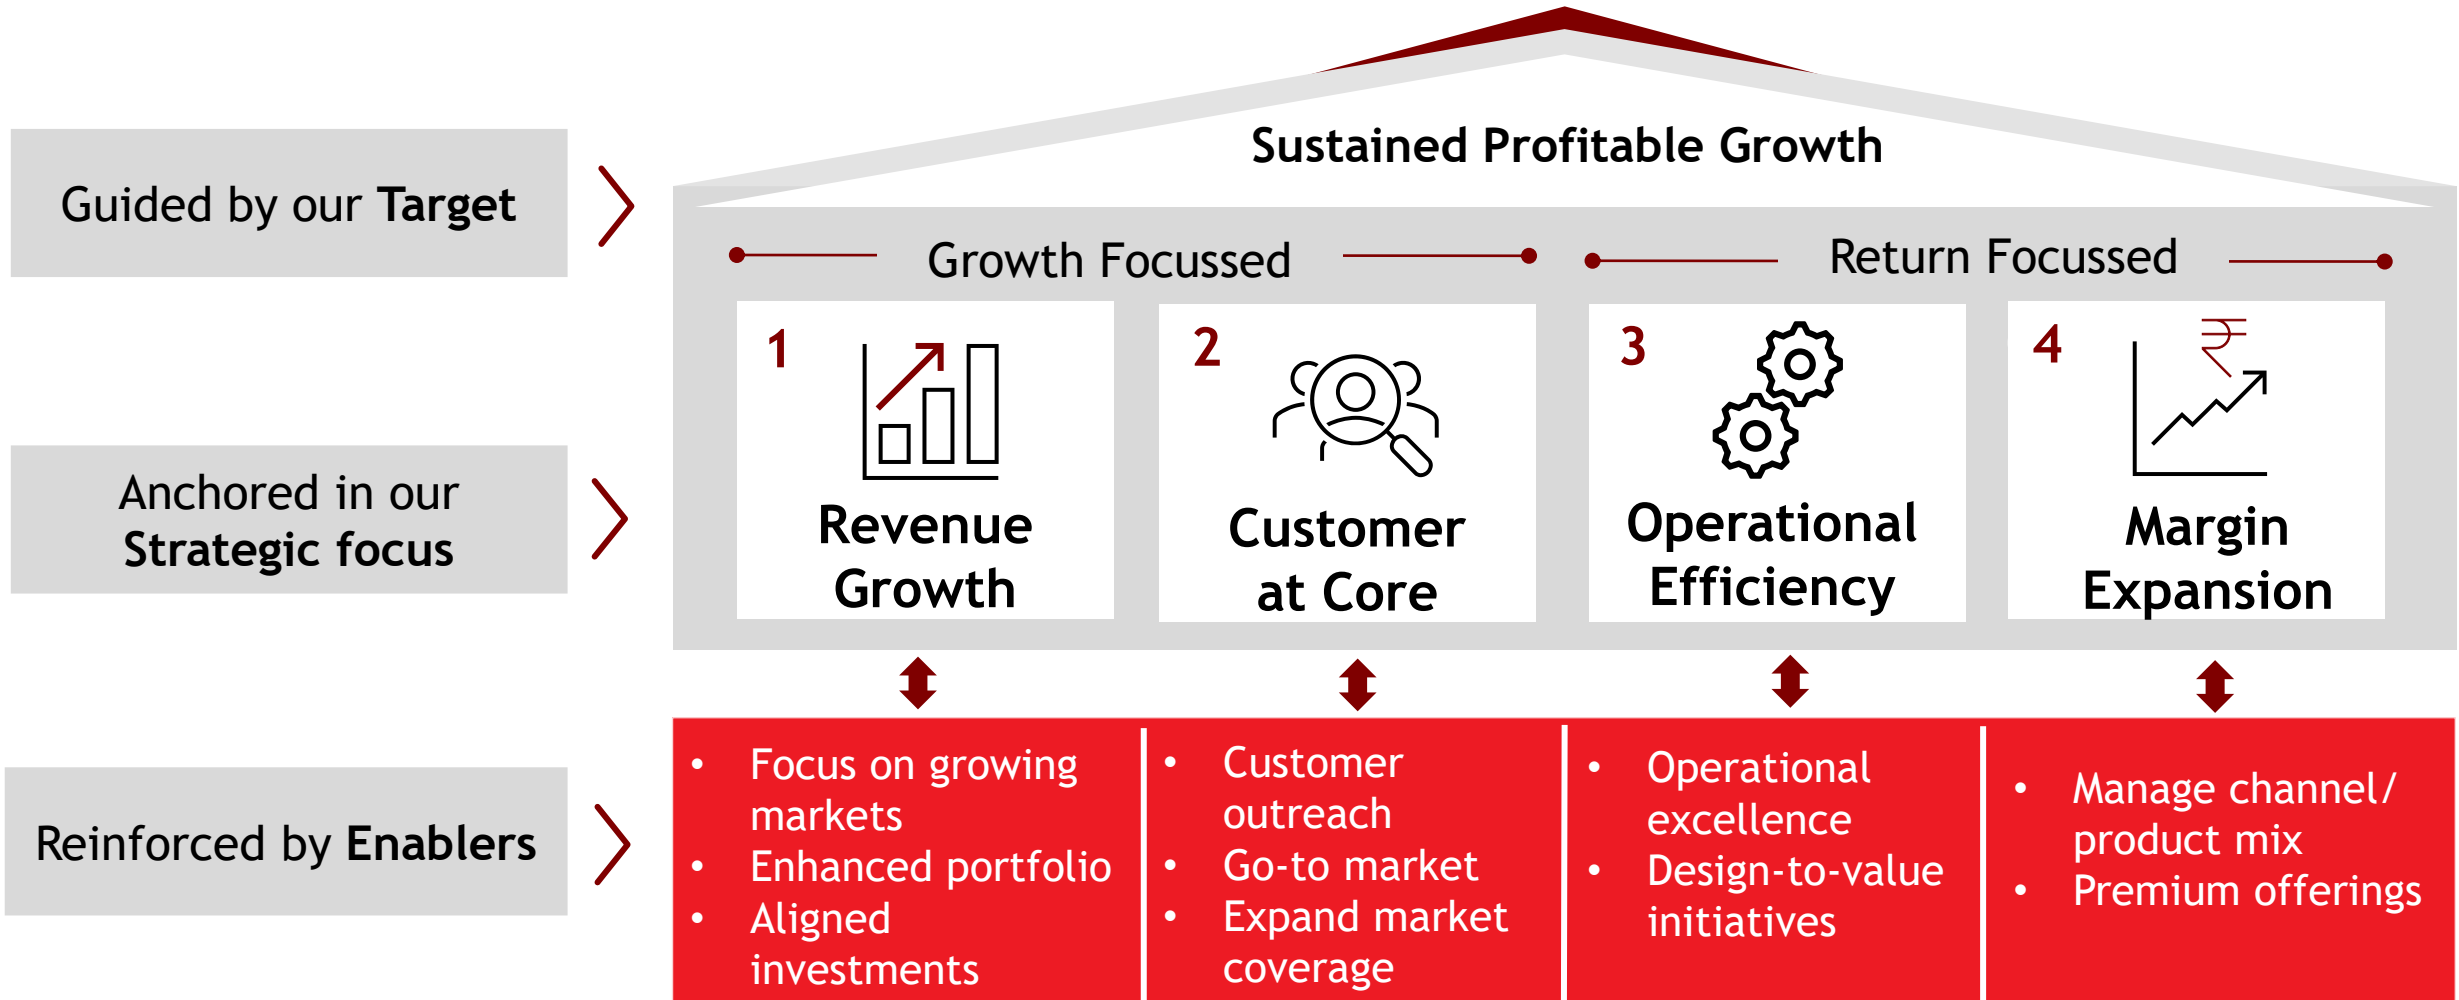 Sustained Profitable Growth
Guided by our Target
Growth Focussed
Return Focussed
1
2
3
4
₹
Revenue
Growth
Customer
at Core
Operational
Efficiency
Margin
Expansion
Anchored in our
Strategic focus
Reinforced by Enablers
• Focus on growing
markets
• Enhanced portfolio
• Aligned
investments
• Customer
outreach
• Go-to market
• Expand market
coverage
• Operational
excellence
• Design-to-value
initiatives
• Manage channel/
product mix
• Premium offerings